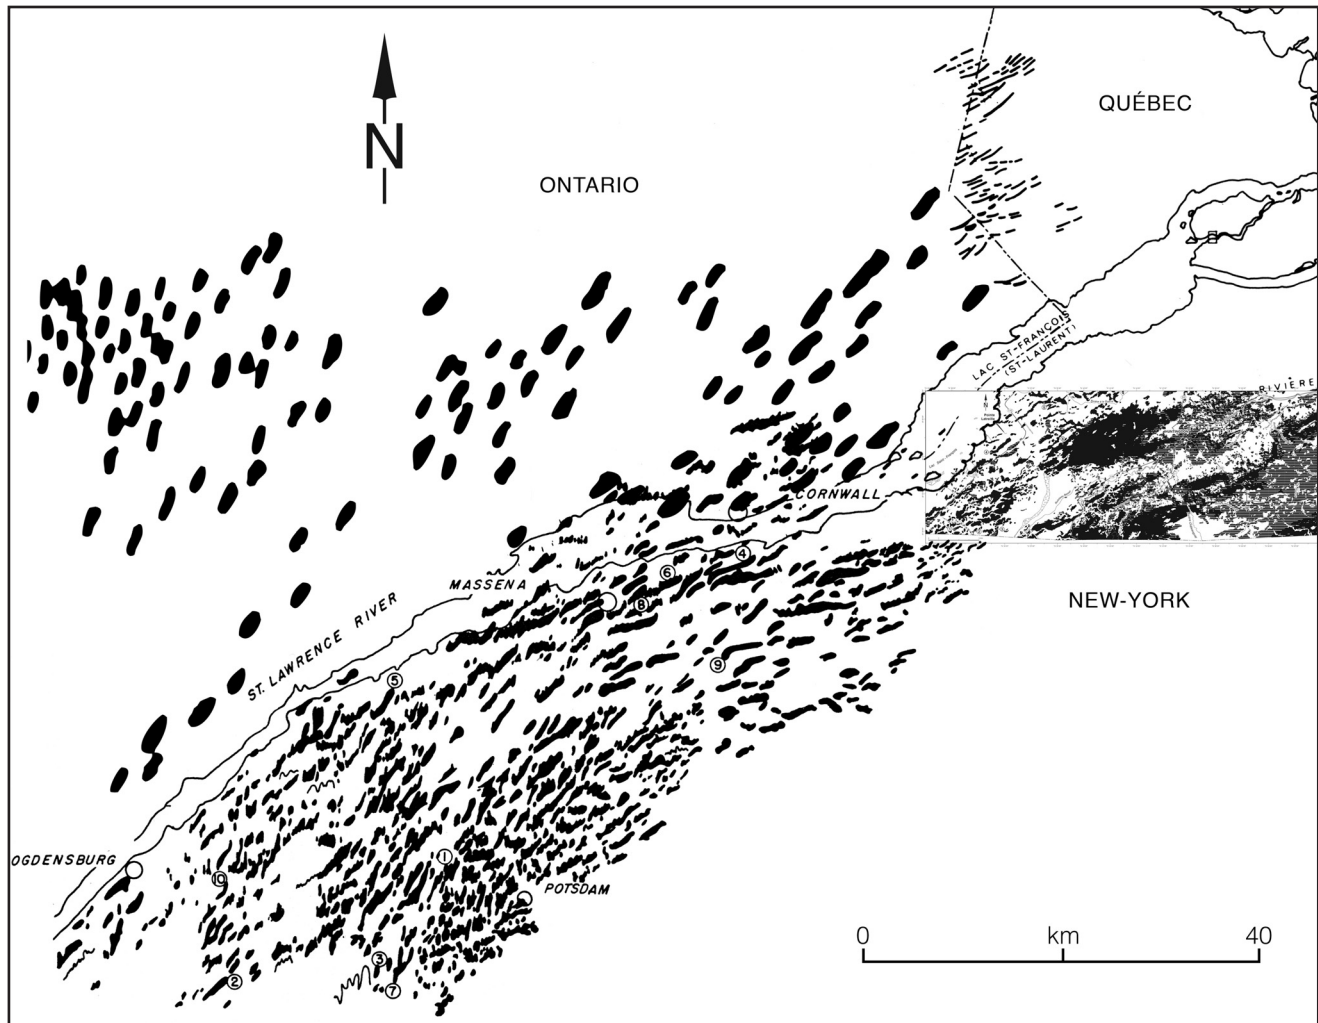 QUÉBEC
N
ONTARIO
LAC ST-FRANÇOIS
(ST-LAURENT)
RIVIÈRE
CORNWALL
④
⑥
MASSENA
⑧
NEW-YORK
ST. LAWRENCE RIVER
⑨
⑤
①
OGDENSBURG
⑩
POTSDAM
0 km 40
③
②
⑦